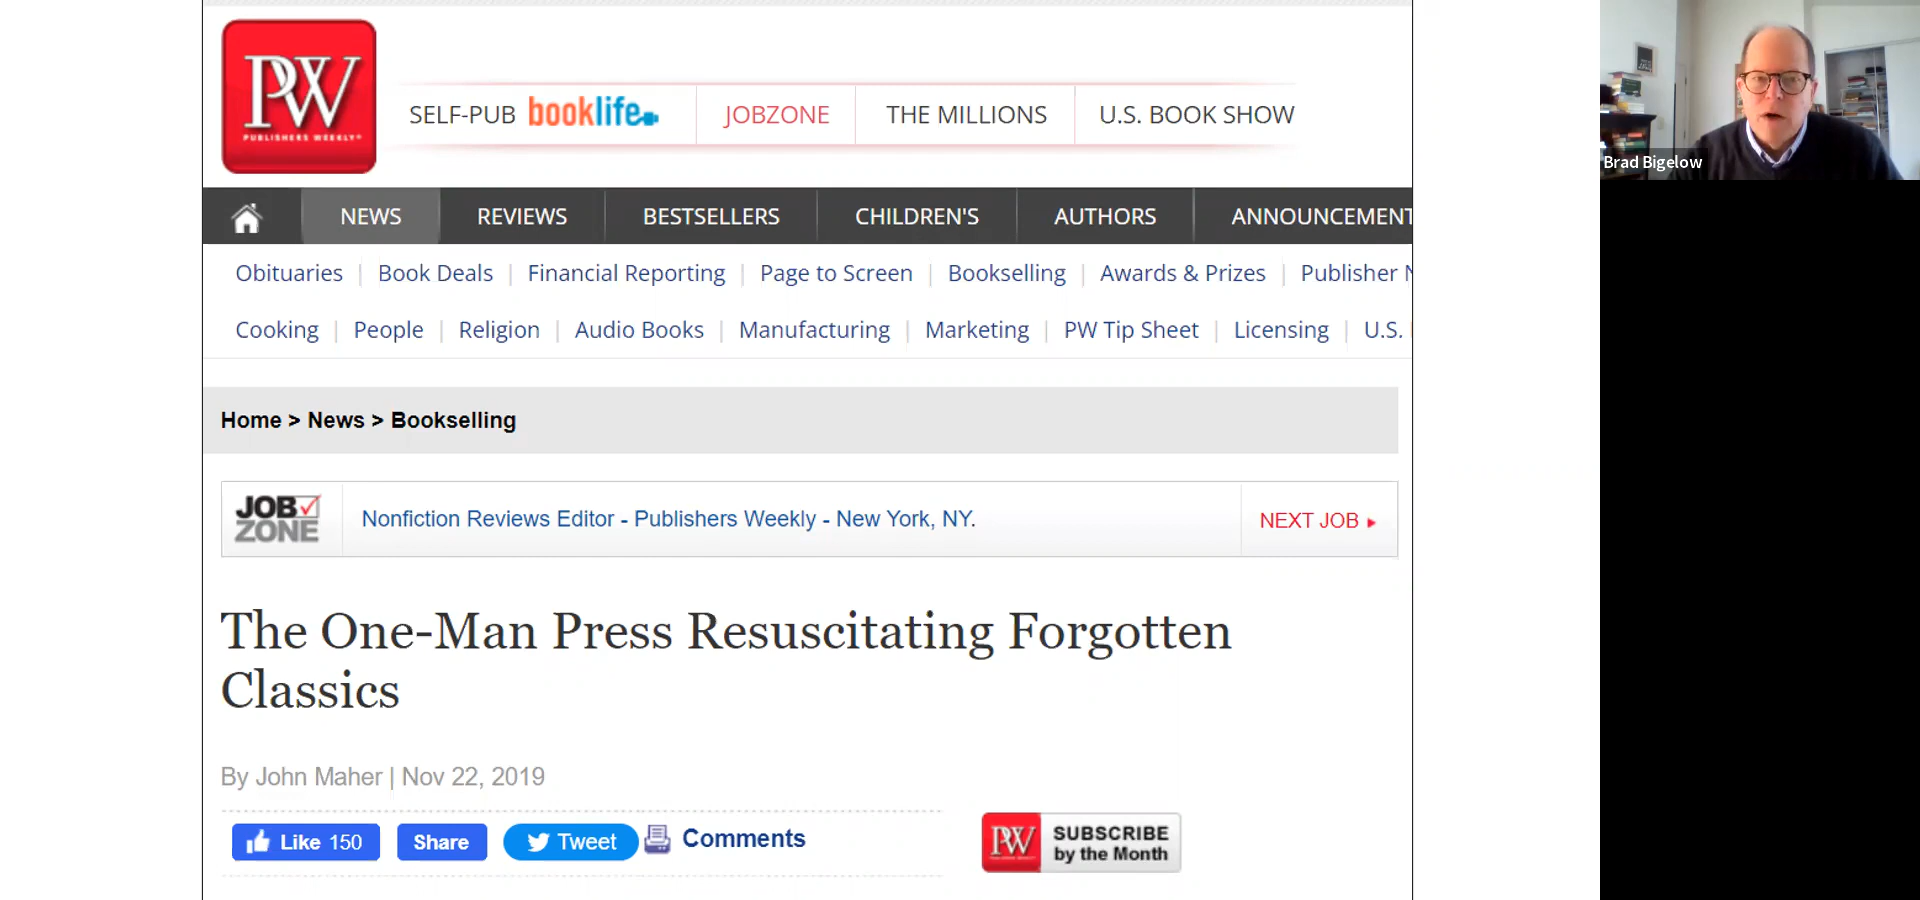 PW
PUBLISHERS WEEKLY
SELF-PUB booklife
JOBZONE
THE MILLIONS
U.S. BOOK SHOW
Brad Bigelow
NEWS
REVIEWS
BESTSELLERS
CHILDREN'S
AUTHORS
ANNOUNCEMENT
Obituaries | Book Deals | Financial Reporting | Page to Screen | Bookselling | Awards & Prizes | Publisher N
Cooking | People | Religion | Audio Books | Manufacturing | Marketing | PW Tip Sheet | Licensing | U.S.
Home > News > Bookselling
JOB
ZONE
Nonfiction Reviews Editor - Publishers Weekly - New York, NY.
NEXT JOB
The One-Man Press Resuscitating Forgotten
Classics
By John Maher | Nov 22, 2019
Like 150
Share
Tweet
Comments
PW
SUBSCRIBE
by the Month